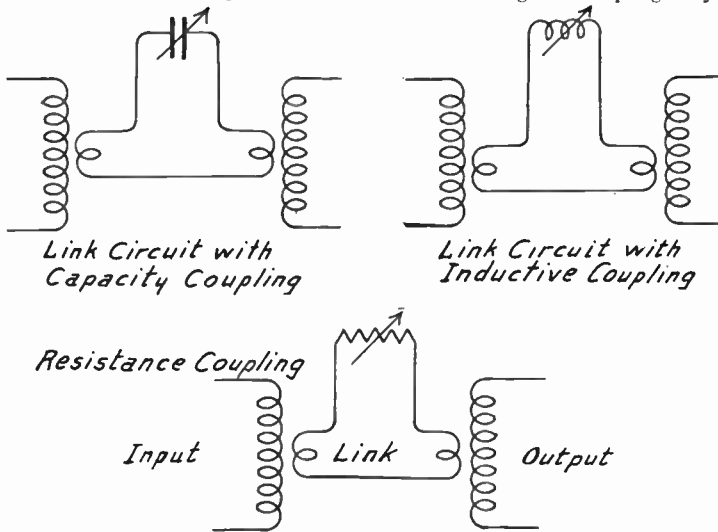 Link Circuit with
Capacity Coupling
Link Circuit with
Inductive Coupling
Resistance Coupling
Input
Link
Output